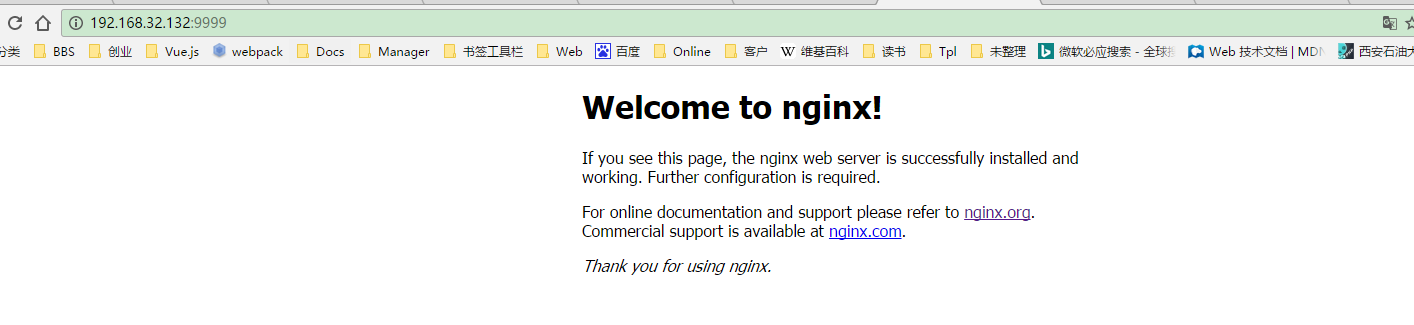 192.168.32.132:9999
分类 BBS 创业 Vue.js webpack Docs Manager 书签工具栏 Web 百度 Online 客户 W 维基百科 读书 Tpl 未整理 微软必应搜索 - 全球 Web 技术文档 | MDN 西安石油大
Welcome to nginx!
If you see this page, the nginx web server is successfully installed and
working. Further configuration is required.
For online documentation and support please refer to nginx.org.
Commercial support is available at nginx.com.
Thank you for using nginx.